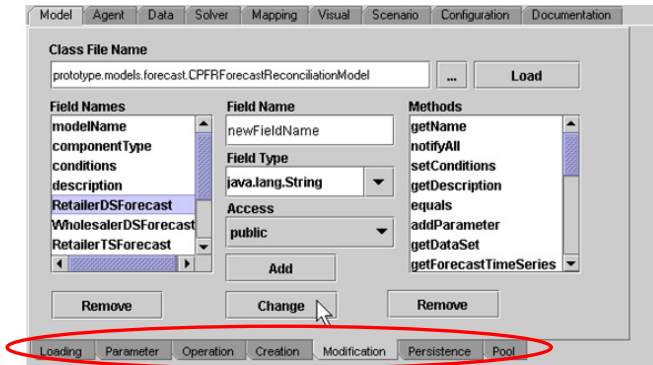 Model Agent Data Solver Mapping Visual Scenario Configuration Documentation
Class File Name
prototype.models.forecast.CPFRForecastReconciliationModel ... Load
Field Names Field Name Methods
modelName
componentType
conditions
description
RetailerDSForecast
WholesalerDSForecast
RetailerTSForecast
newFieldName
Field Type
java.lang.String
Access
public
Add
getName
notifyAll
setConditions
getDescription
equals
addParameter
getDataSet
getForecastTimeSeries
Remove Change Remove
Loading Parameter Operation Creation Modification Persistence Pool